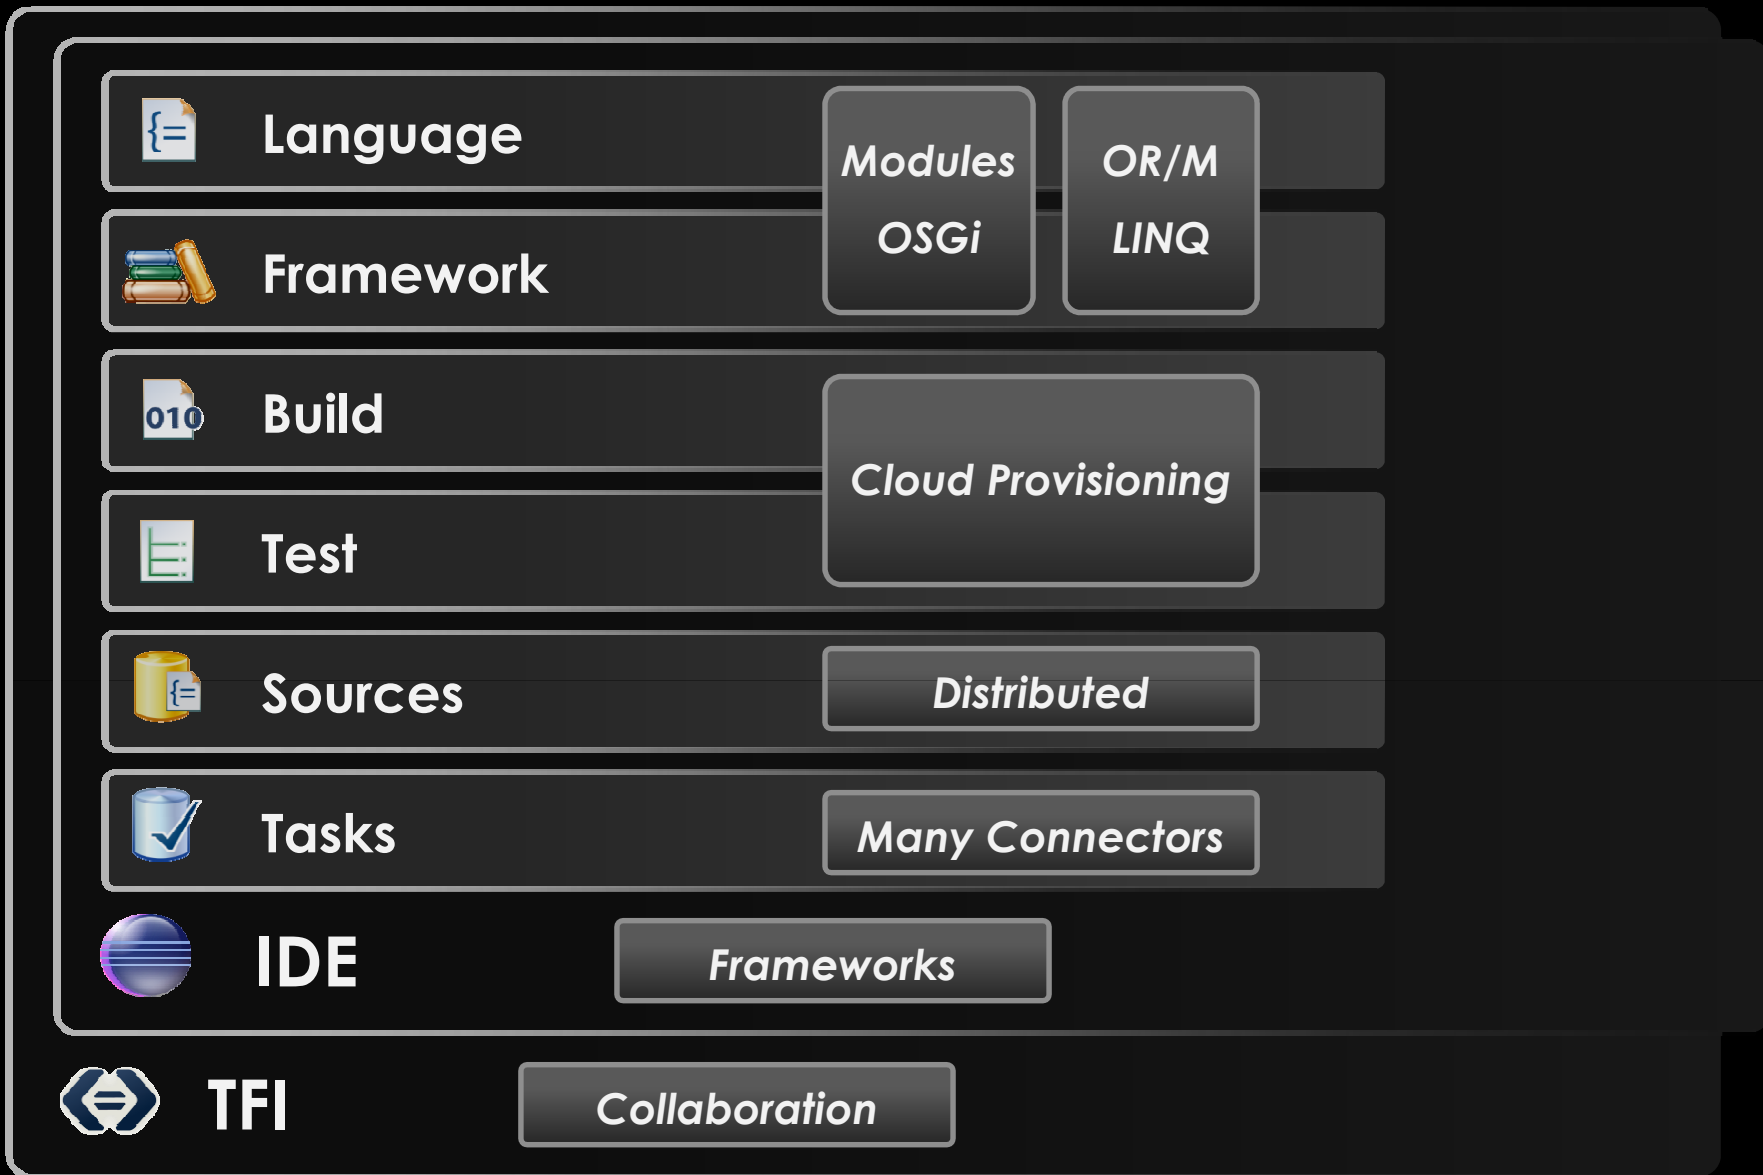 Language
Modules
OSGi
OR/M
LINQ
Framework
010
Build
Cloud Provisioning
Test
{=
Sources
Distributed
Tasks
Many Connectors
IDE
Frameworks
TFI
Collaboration